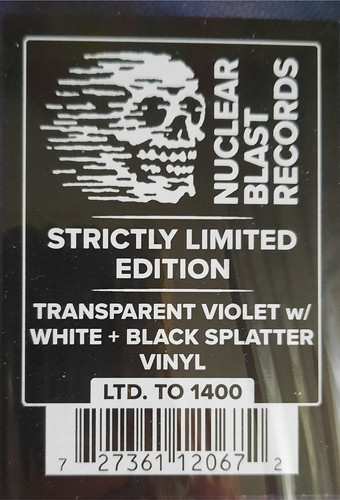 NUCLEAR
BLAST
RECORDS
STRICTLY LIMITED
EDITION
TRANSPARENT VIOLET w/
WHITE + BLACK SPLATTER
VINYL
LTD. TO 1400
7 27361 12067 2